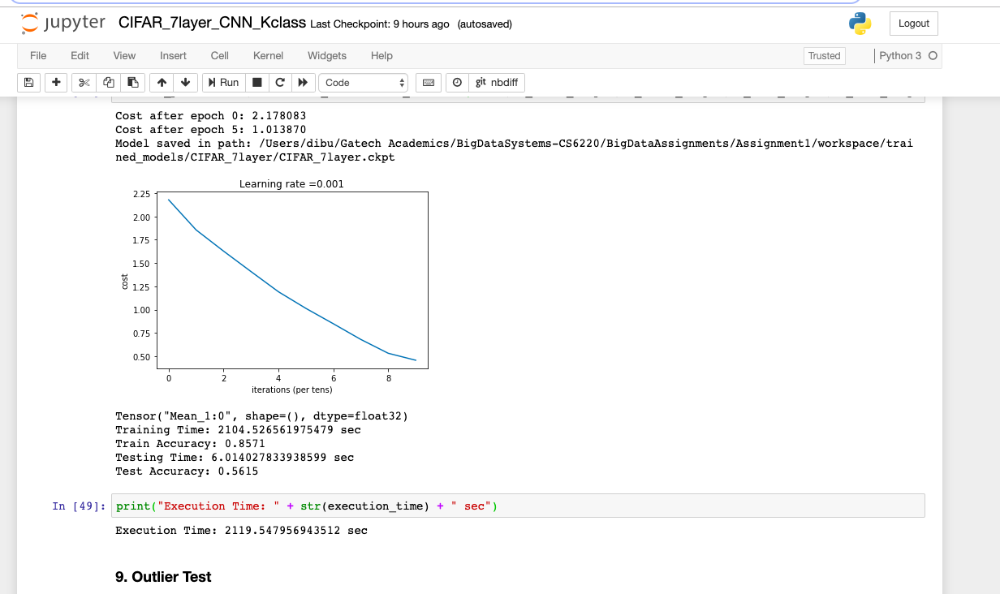 jupyter CIFAR_7layer_CNN_Kclass Last Checkpoint: 9 hours ago (autosaved) Logout
File Edit View Insert Cell Kernel Widgets Help Trusted Python 3
Run Code git nbdiff
Cost after epoch 0: 2.178083
Cost after epoch 5: 1.013870
Model saved in path: /Users/dibu/Gatech Academics/BigDataSystems-CS6220/BigDataAssignments/Assignment1/workspace/trai
ned_models/CIFAR_7layer/CIFAR_7layer.ckpt
Learning rate =0.001
2.25
2.00
1.75
1.50
1.25
1.00
0.75
0.50
cost
0 2 4 6 8
iterations (per tens)
Tensor("Mean_1:0", shape=(), dtype=float32)
Training Time: 2104.526561975479 sec
Train Accuracy: 0.8571
Testing Time: 6.014027833938599 sec
Test Accuracy: 0.5615
In [49]: print("Execution Time: " + str(execution_time) + " sec")
Execution Time: 2119.547956943512 sec
9. Outlier Test